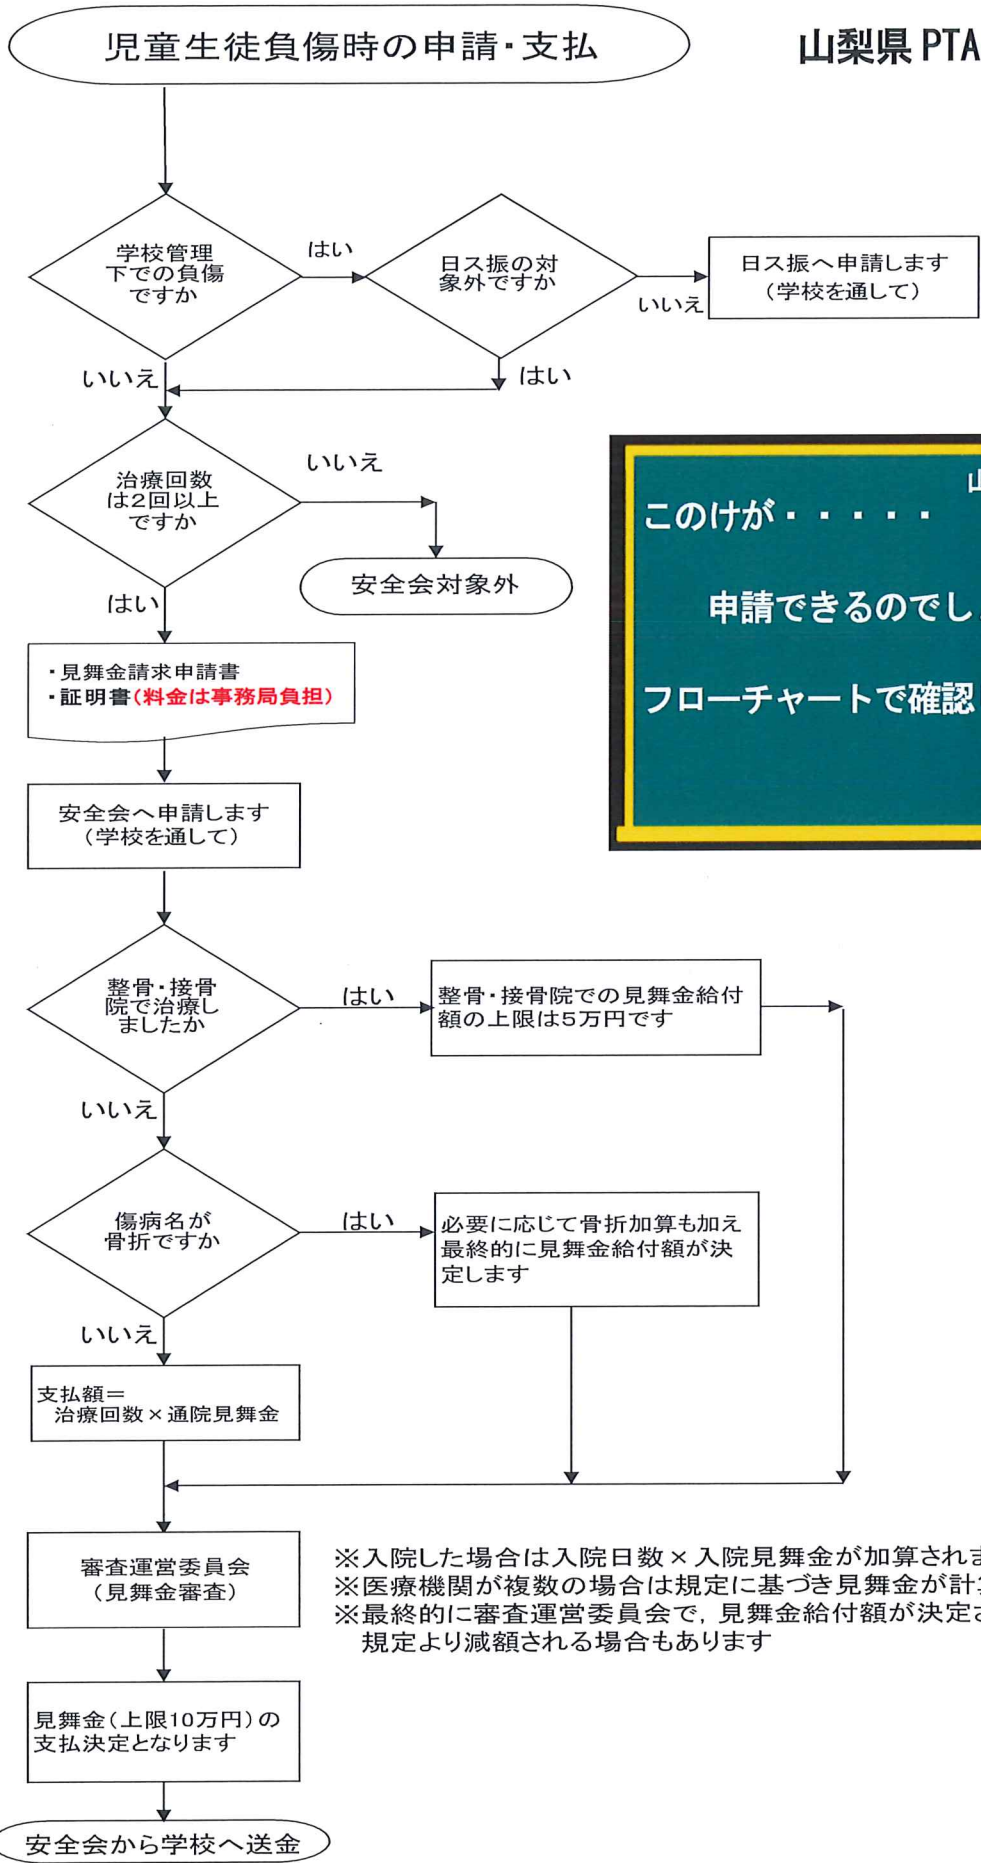 児童生徒負傷時の申請・支払
山梨県 PTA
学校管理
下での負傷
ですか
はい
日ス振の対
象外ですか
いいえ
日ス振へ申請します
(学校を通して)
いいえ
はい
治療回数
は2回以上
ですか
いいえ
安全会対象外
はい
・見舞金請求申請書
・証明書(料金は事務局負担)
安全会へ申請します
(学校を通して)
このけが・・・・・
申請できるのでし
フローチャートで確認
整骨・接骨
院で治療し
ましたか
はい
整骨・接骨院での見舞金給付
額の上限は5万円です
いいえ
傷病名が
骨折ですか
はい
必要に応じて骨折加算も加え
最終的に見舞金給付額が決
定します
いいえ
支払額=
治療回数×通院見舞金
審査運営委員会
(見舞金審査)
※入院した場合は入院日数×入院見舞金が加算されま
※医療機関が複数の場合は規定に基づき見舞金が計
※最終的に審査運営委員会で,見舞金給付額が決定さ
規定より減額される場合もあります
見舞金(上限10万円)の
支払決定となります
安全会から学校へ送金